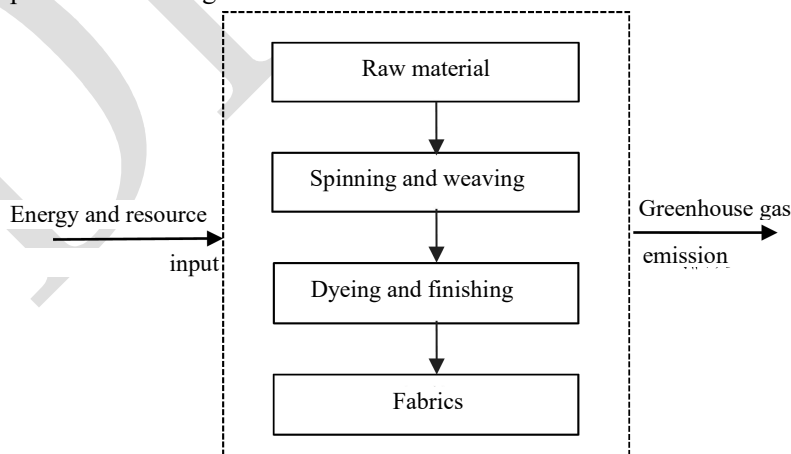 Raw material
Spinning and weaving
Energy and resource
input
Greenhouse gas
emission
Dyeing and finishing
Fabrics